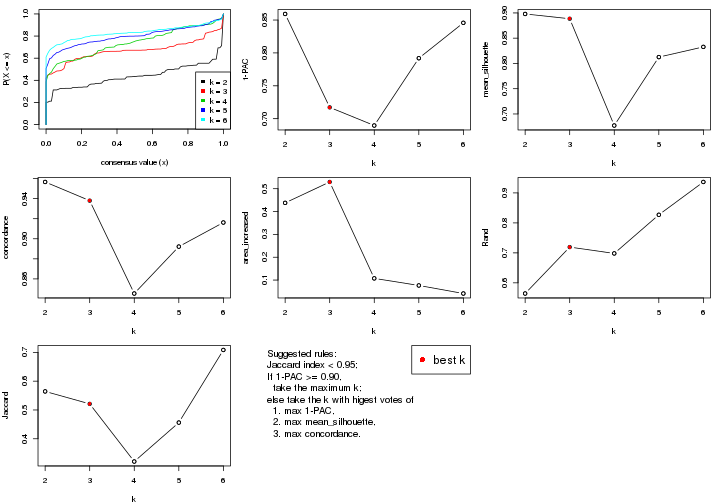 P(X <= x)
0.0 0.2 0.4 0.6 0.8 1.0
k = 2
k = 3
k = 4
k = 5
k = 6
0.0 0.2 0.4 0.6 0.8 1.0
consensus value (x)
1-PAC
0.70 0.75 0.80 0.85
2 3 4 5 6
k
mean_silhouette
0.70 0.75 0.80 0.85 0.90
2 3 4 5 6
k
concordance
0.86 0.90 0.94
2 3 4 5 6
k
area_increased
0.1 0.2 0.3 0.4 0.5
2 3 4 5 6
k
Rand
0.6 0.7 0.8 0.9
2 3 4 5 6
k
Jaccard
0.4 0.5 0.6 0.7
2 3 4 5 6
k
Suggested rules:
Jaccard index < 0.95;
If 1-PAC >= 0.90,
take the maximum k;
else take the k with higest votes of
1. max 1-PAC,
2. max mean_silhouette,
3. max concordance.
best k